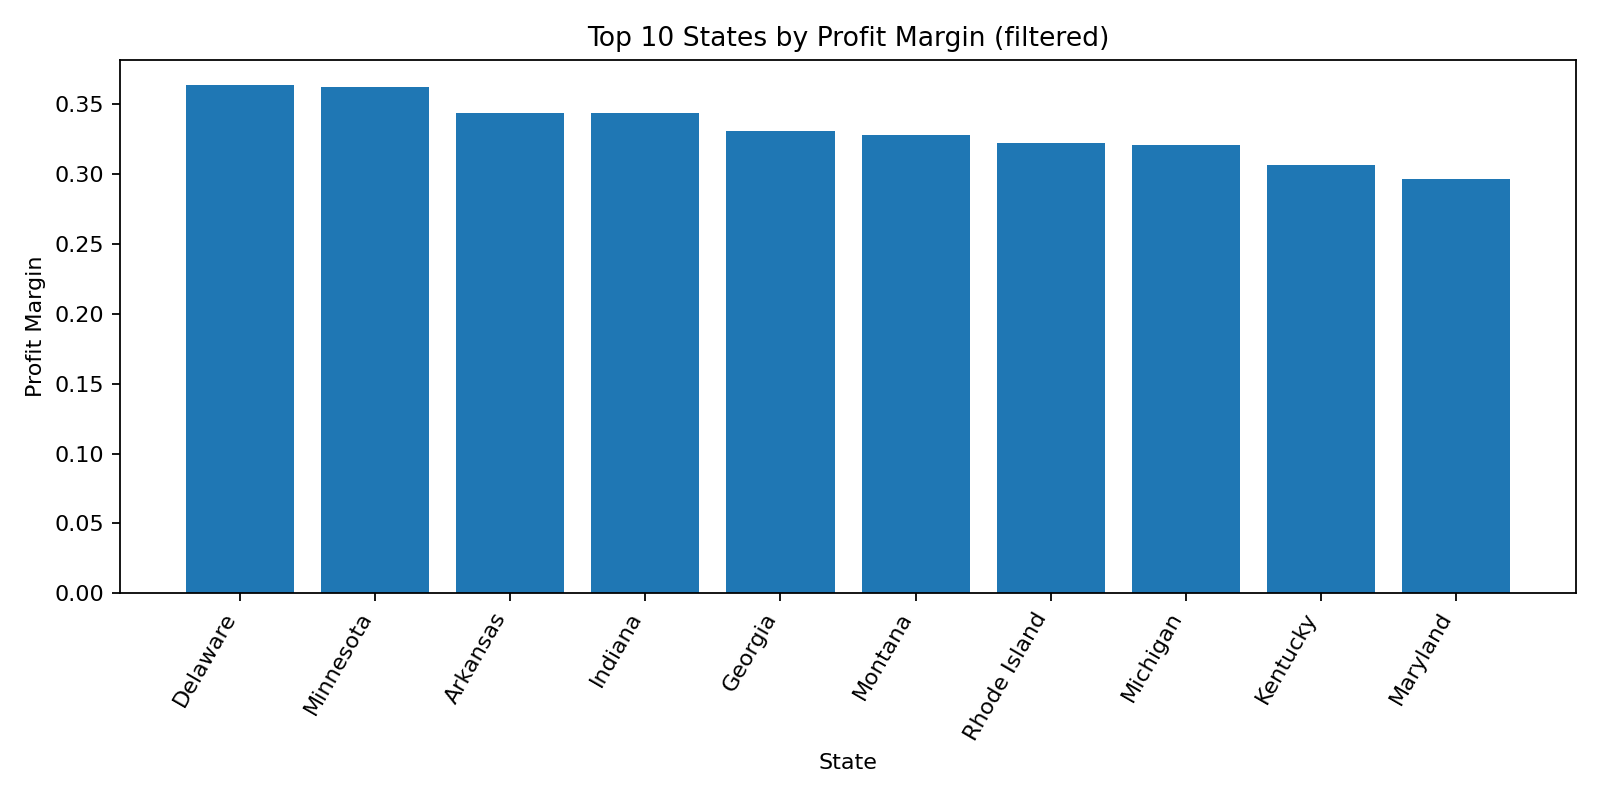 Top 10 States by Profit Margin (filtered)
Profit Margin
0.35
0.30
0.25
0.20
0.15
0.10
0.05
0.00
Delaware
Minnesota
Arkansas
Indiana
Georgia
Montana
Rhode Island
Michigan
Kentucky
Maryland
State